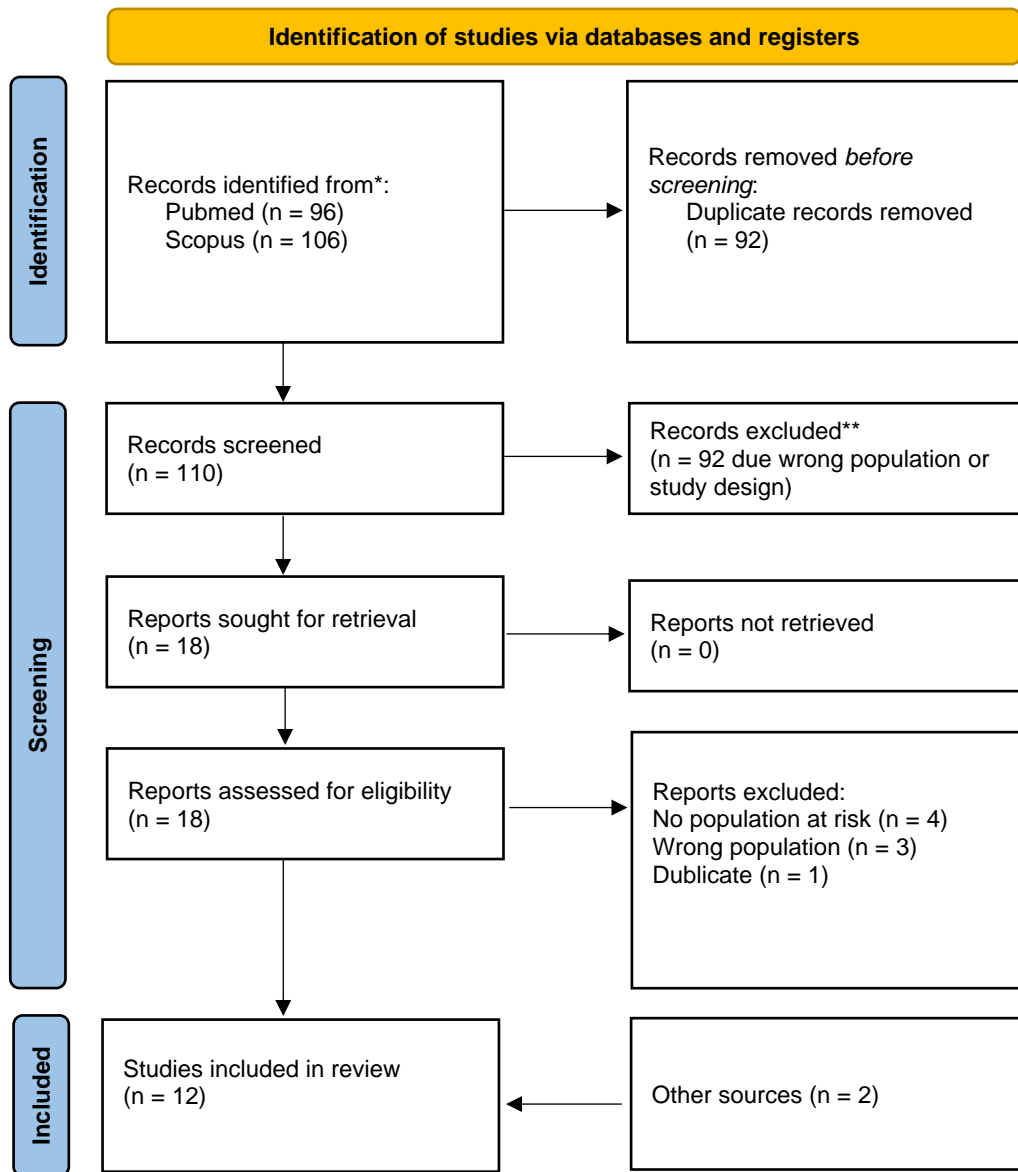 Identification of studies via databases and registers
Identification
Records identified from*:
Pubmed (n = 96)
Scopus (n = 106)
Records removed before
screening:
Duplicate records removed
(n = 92)
Screening
Records screened
(n = 110)
Records excluded**
(n = 92 due wrong population or
study design)
Reports sought for retrieval
(n = 18)
Reports not retrieved
(n = 0)
Reports assessed for eligibility
(n = 18)
Reports excluded:
No population at risk (n = 4)
Wrong population (n = 3)
Dublicate (n = 1)
Included
Studies included in review
(n = 12)
Other sources (n = 2)